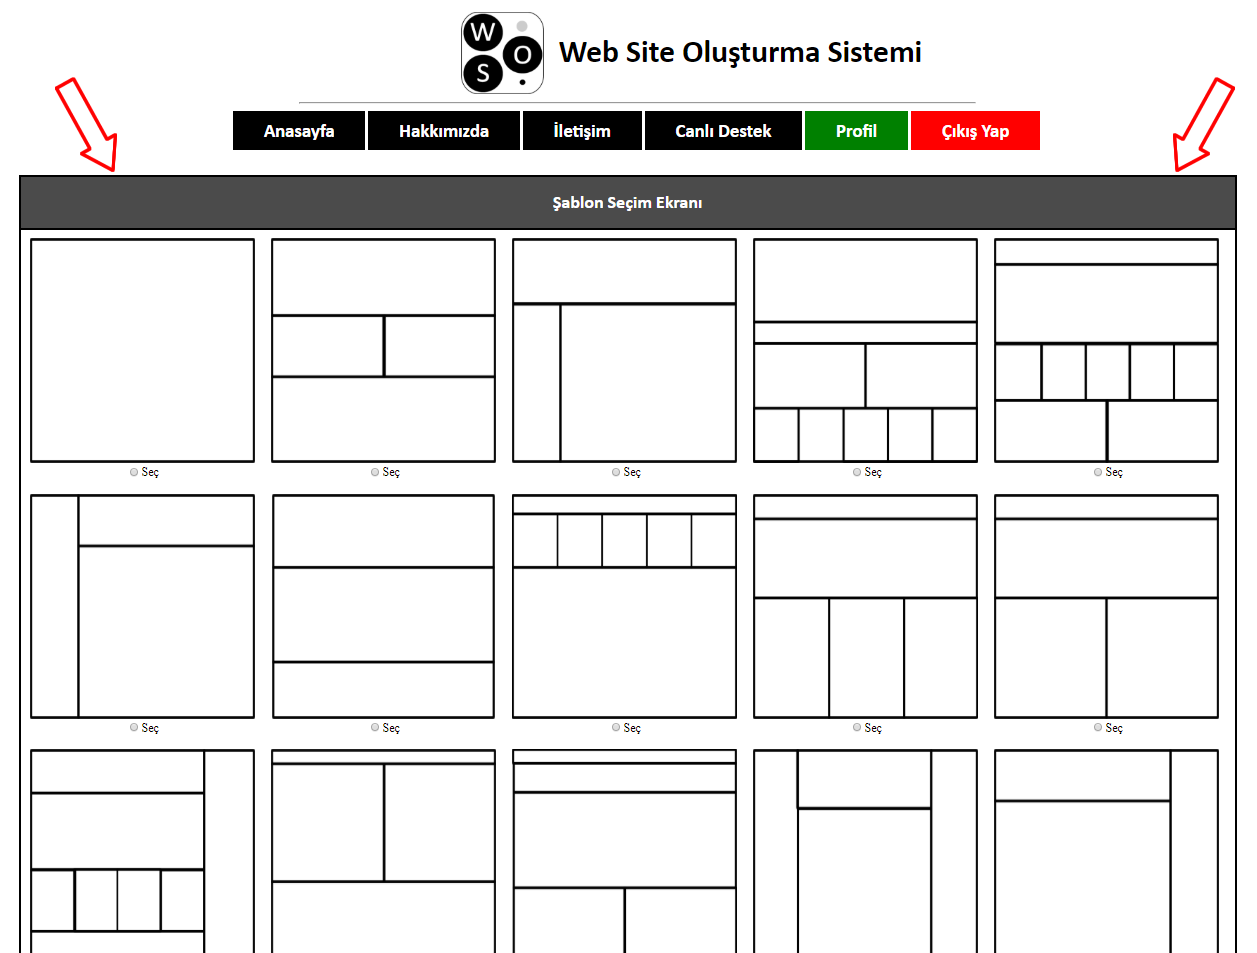 W
O
S
Web Site Oluşturma Sistemi
Anasayfa Hakkımızda İletişim Canlı Destek Profil Çıkış Yap
Şablon Seçim Ekranı
Seç Seç Seç Seç Seç
Seç Seç Seç Seç Seç